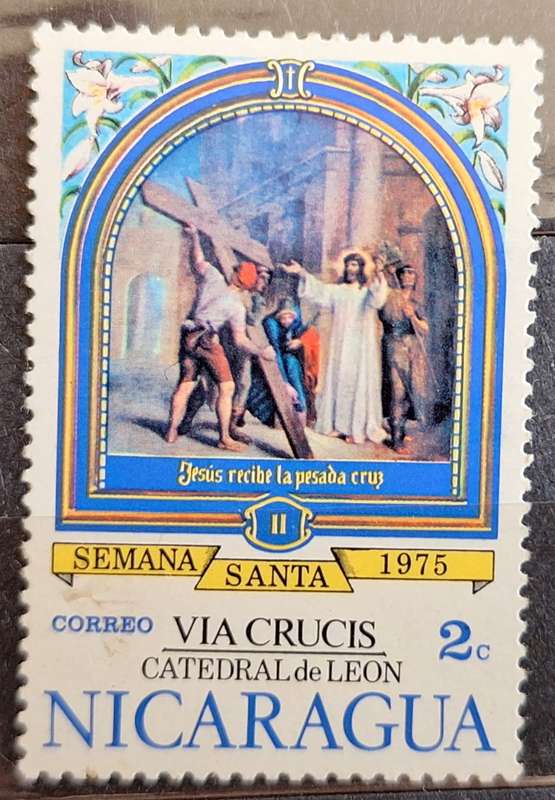 Jesús recibe la pesada cruz
II
SEMANA SANTA 1975
CORREO VIA CRUCIS 2c
CATEDRAL de LEON
NICARAGUA